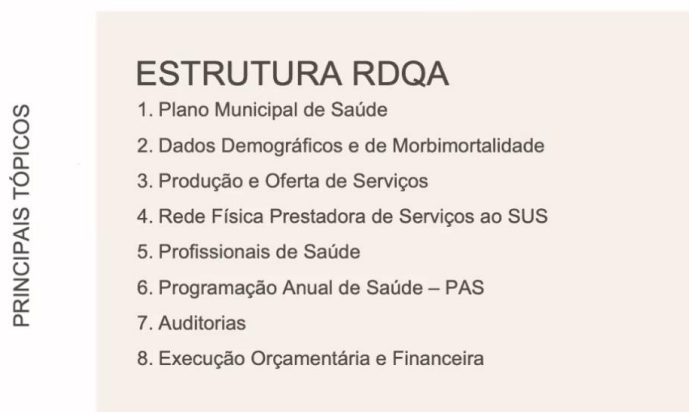 PRINCIPAIS TÓPICOS
ESTRUTURA RDQA
1. Plano Municipal de Saúde
2. Dados Demográficos e de Morbimortalidade
3. Produção e Oferta de Serviços
4. Rede Física Prestadora de Serviços ao SUS
5. Profissionais de Saúde
6. Programação Anual de Saúde – PAS
7. Auditorias
8. Execução Orçamentária e Financeira